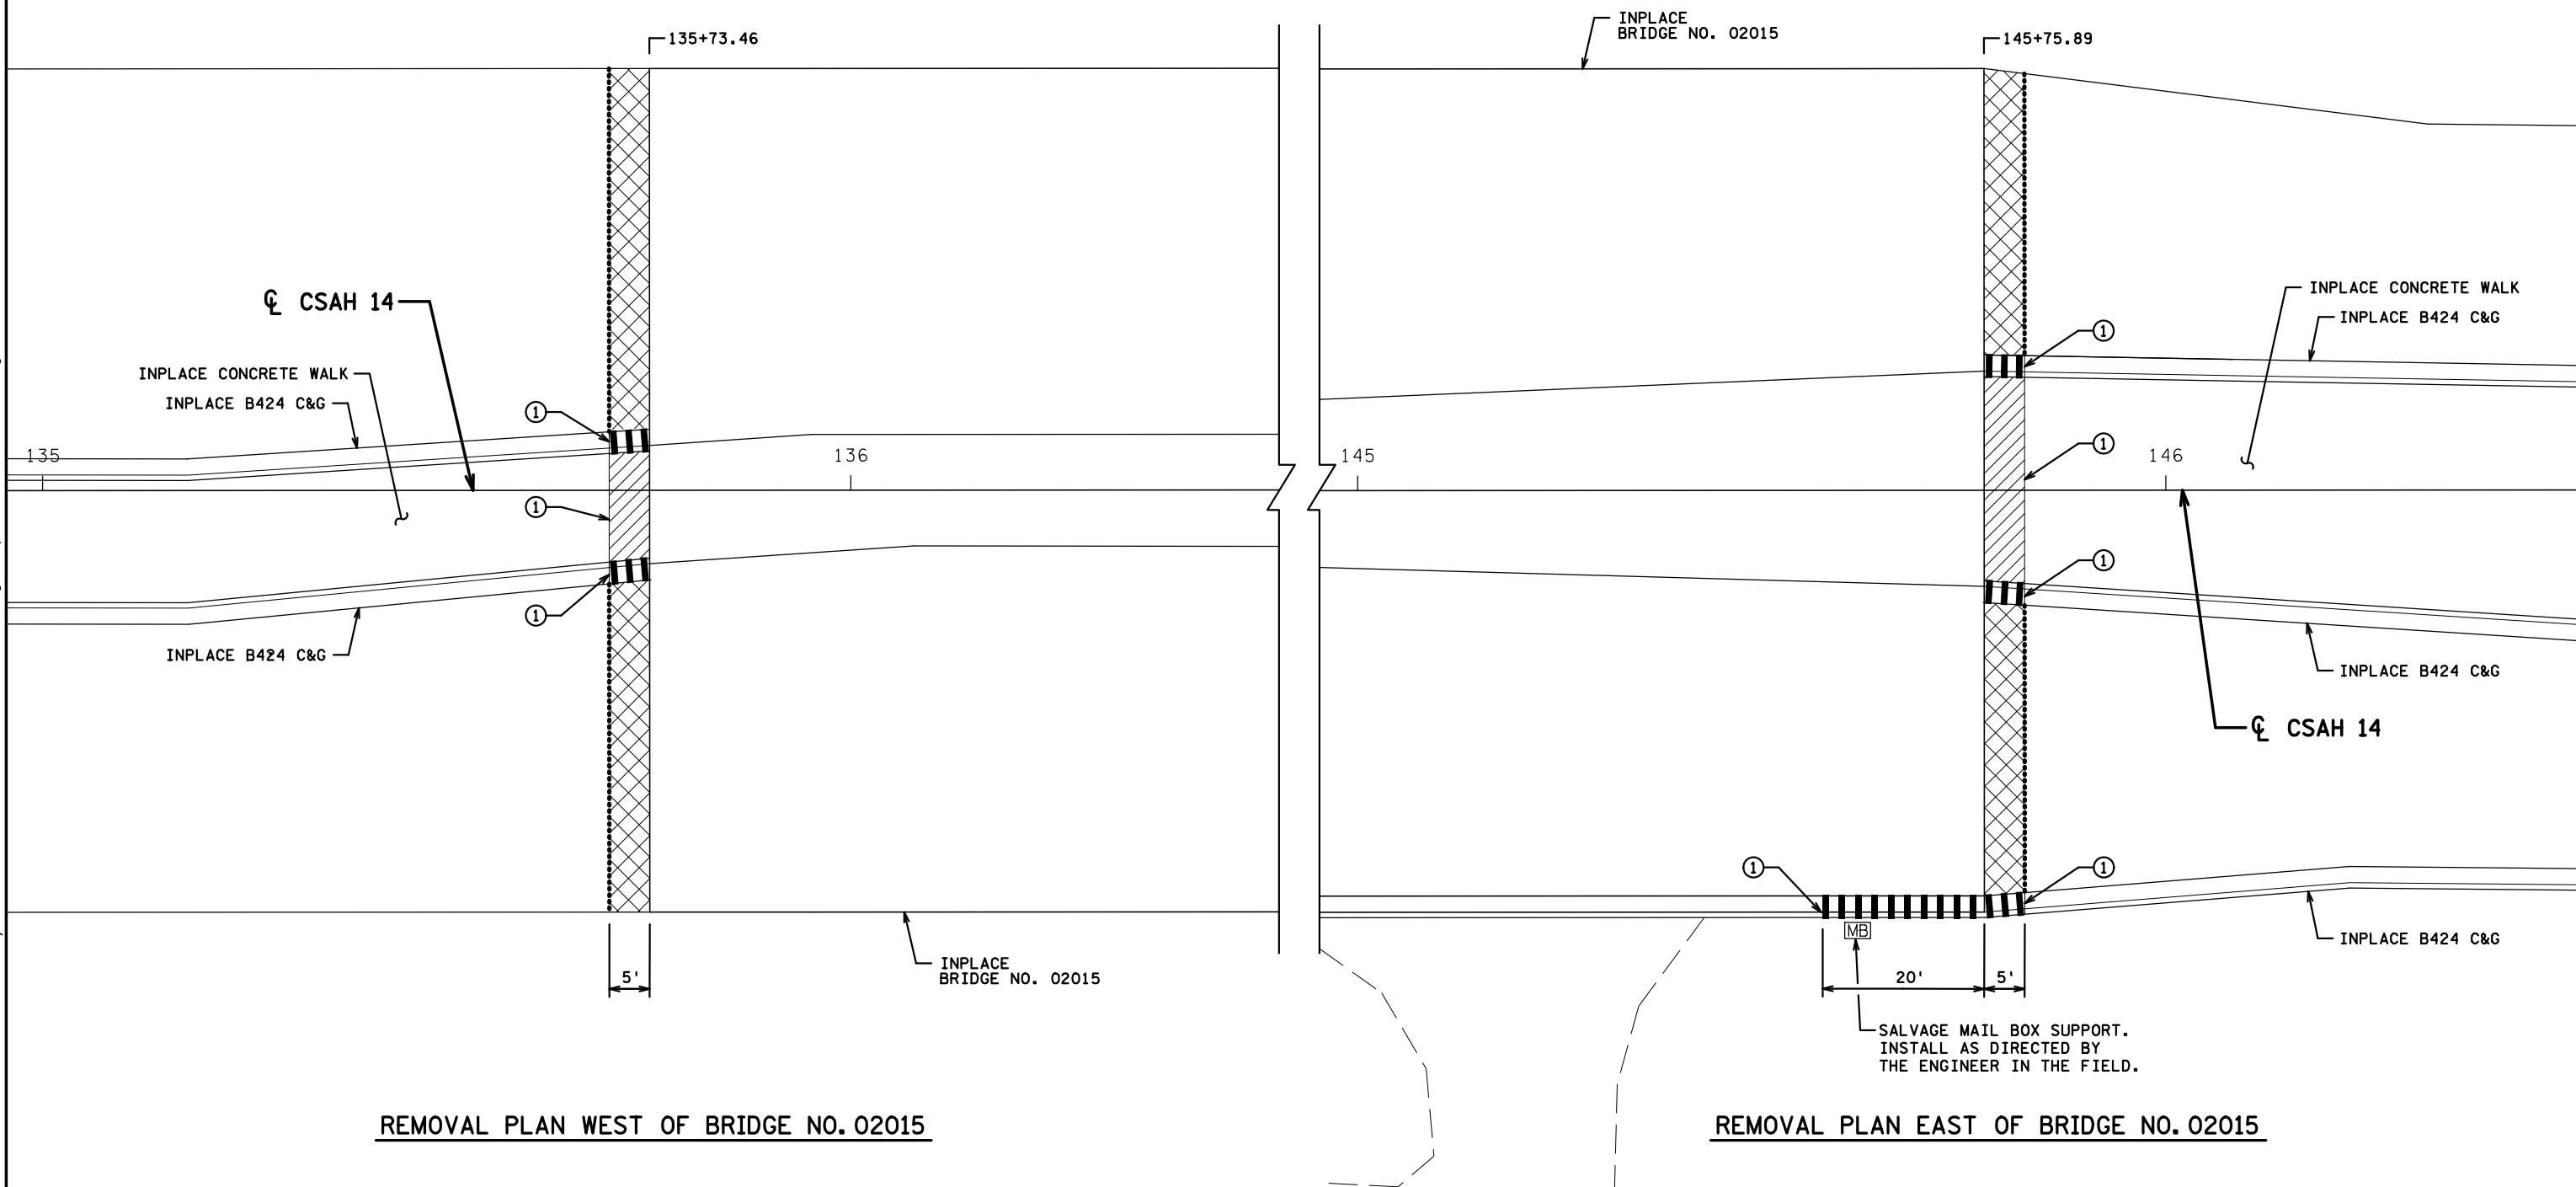 135+73.46
INPLACE
BRIDGE NO. 02015
145+75.89
℄ CSAH 14
INPLACE CONCRETE WALK
INPLACE B424 C&G
1
135
136
1
1
INPLACE B424 C&G
5'
INPLACE
BRIDGE NO. 02015
REMOVAL PLAN WEST OF BRIDGE NO. 02015
INPLACE CONCRETE WALK
INPLACE B424 C&G
1
1
145
146
1
INPLACE B424 C&G
℄ CSAH 14
1
1
MB
INPLACE B424 C&G
20'
5'
SALVAGE MAIL BOX SUPPORT.
INSTALL AS DIRECTED BY
THE ENGINEER IN THE FIELD.
REMOVAL PLAN EAST OF BRIDGE NO. 02015